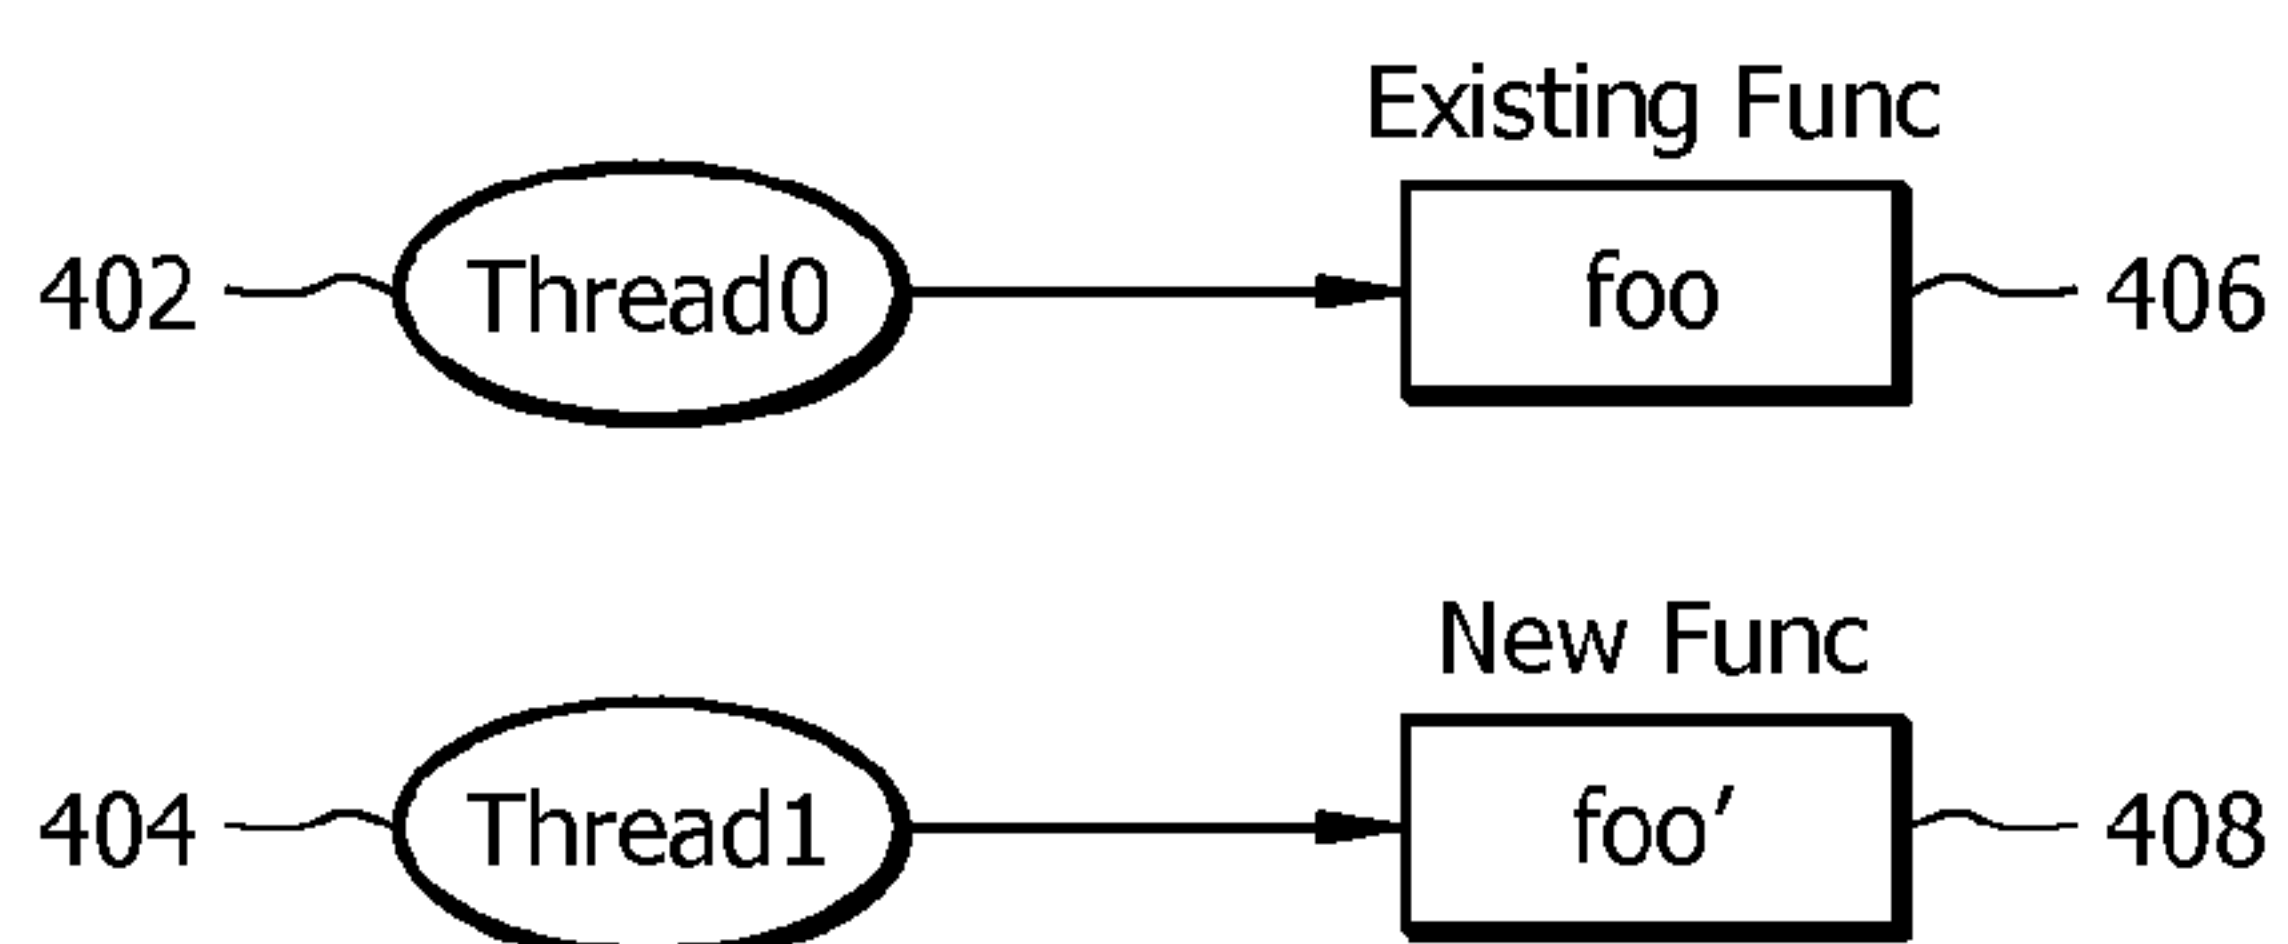 Existing Func
402 Thread0 foo 406
New Func
404 Thread1 foo′ 408